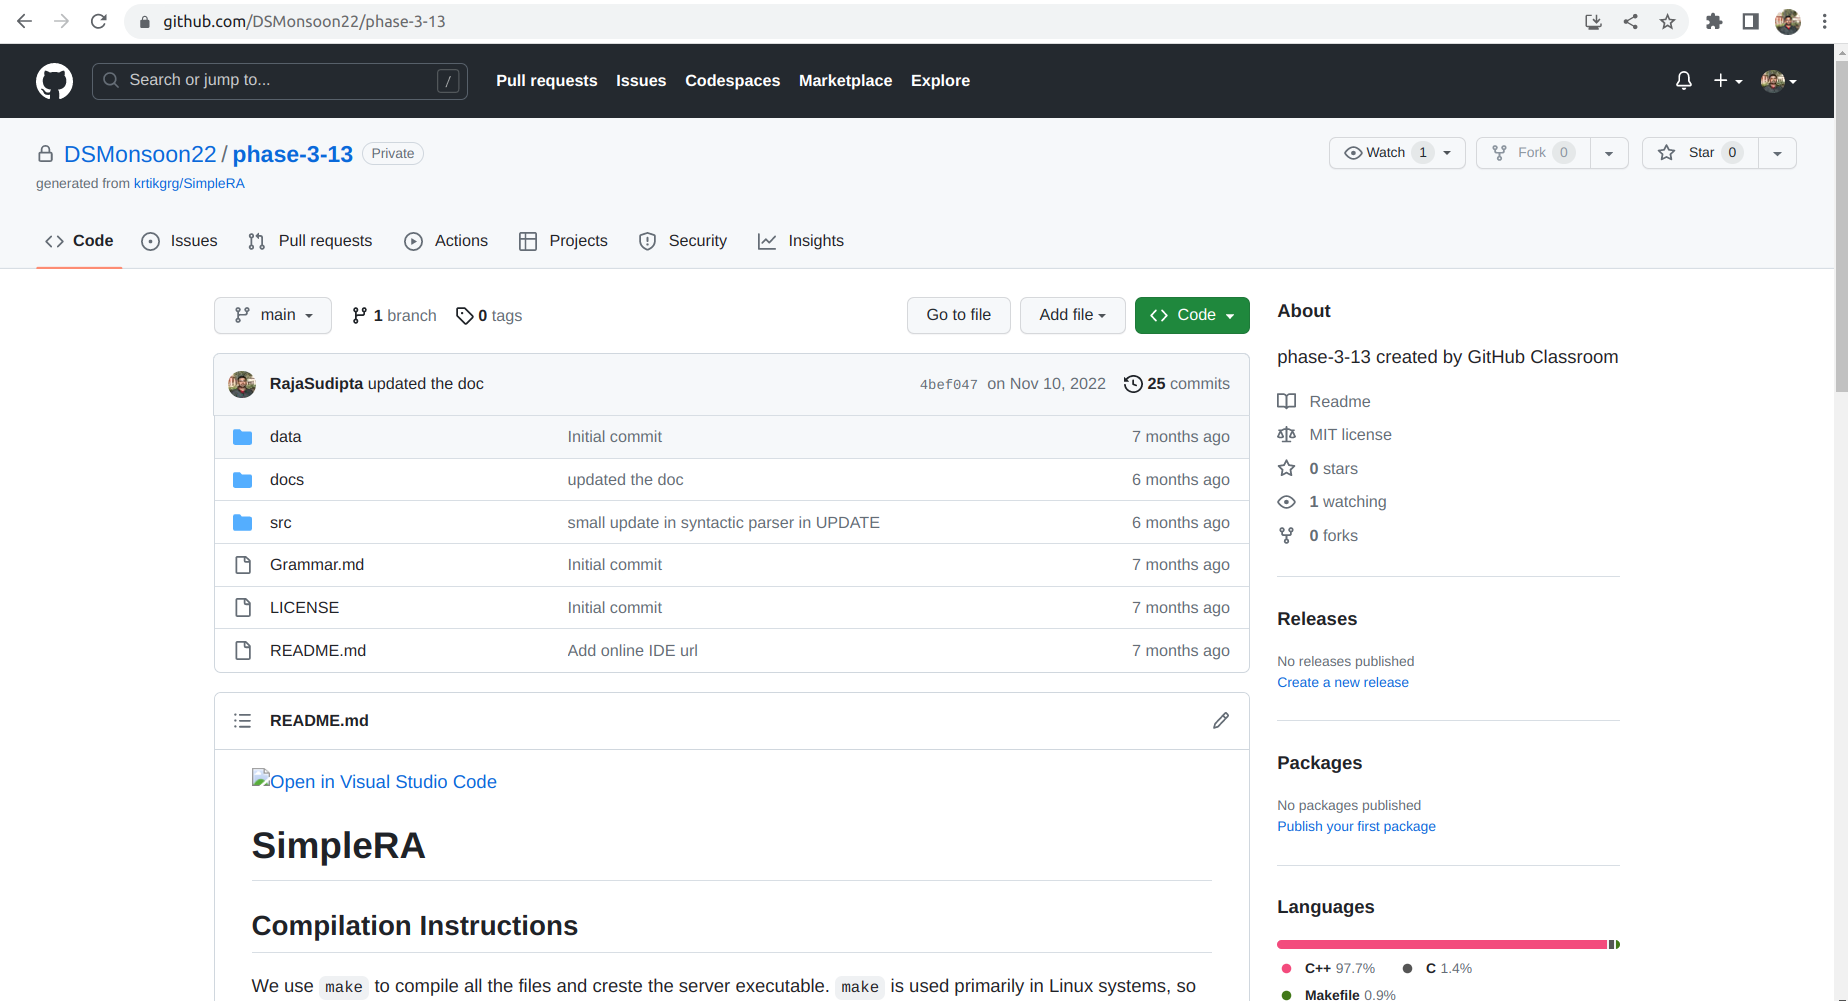 github.com/DSMonsoon22/phase-3-13
Search or jump to... /
Pull requests Issues Codespaces Marketplace Explore
DSMonsoon22 / phase-3-13 Private
Watch 1 Fork 0 Star 0
generated from krtikgrg/SimpleRA
Code Issues Pull requests Actions Projects Security Insights
main 1 branch 0 tags Go to file Add file Code
RajaSudipta updated the doc 4bef047 on Nov 10, 2022 25 commits
data Initial commit 7 months ago
docs updated the doc 6 months ago
src small update in syntactic parser in UPDATE 6 months ago
Grammar.md Initial commit 7 months ago
LICENSE Initial commit 7 months ago
README.md Add online IDE url 7 months ago
README.md
Open in Visual Studio Code
SimpleRA
Compilation Instructions
We use make to compile all the files and creste the server executable. make is used primarily in Linux systems, so
About
phase-3-13 created by GitHub Classroom
Readme
MIT license
0 stars
1 watching
0 forks
Releases
No releases published
Create a new release
Packages
No packages published
Publish your first package
Languages
C++ 97.7% C 1.4%
Makefile 0.9%